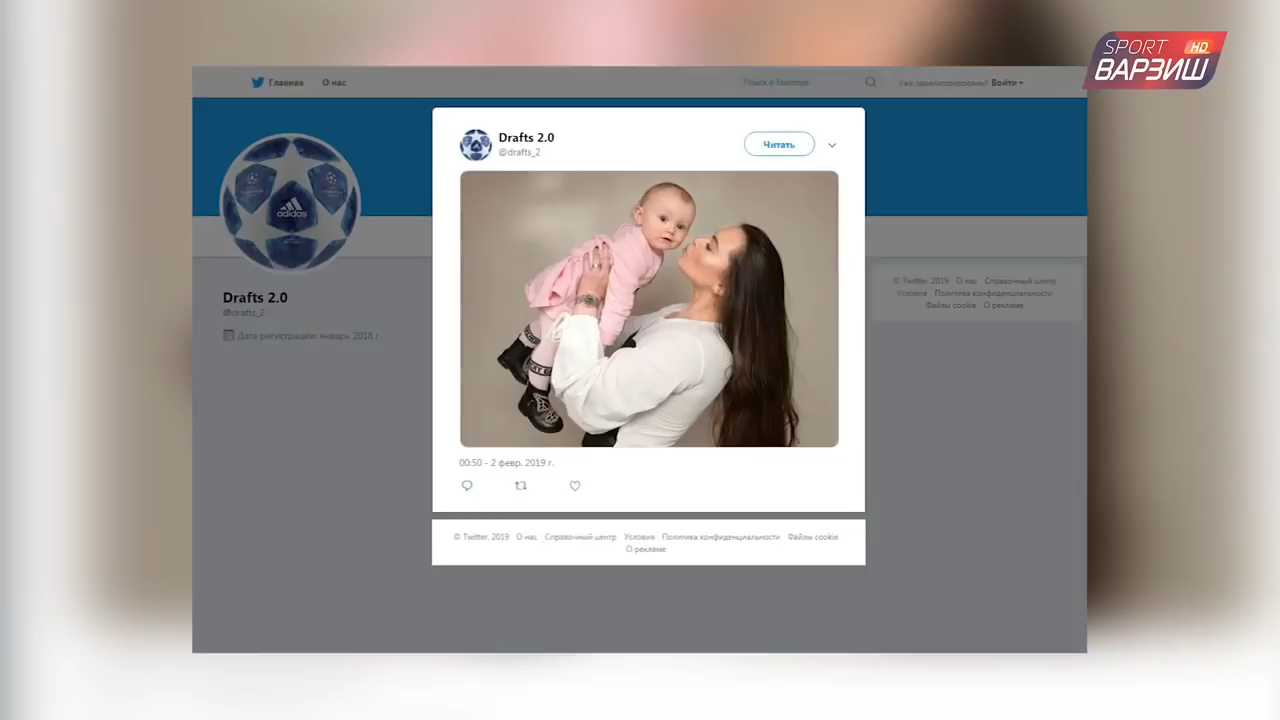 SPORT HD
ВАРЗИШ
Главная О нас
Поиск в Твиттере
Уже зарегистрированы? Войти
Drafts 2.0
@drafts_2
Читать
adidas
Drafts 2.0
@drafts_2
Дата регистрации: январь 2018 г.
00:50 - 2 февр. 2019 г.
© Twitter, 2019 О нас Справочный центр
Условия Политика конфиденциальности
Файлы cookie О рекламе
© Twitter, 2019 О нас Справочный центр Условия Политика конфиденциальности Файлы cookie
О рекламе